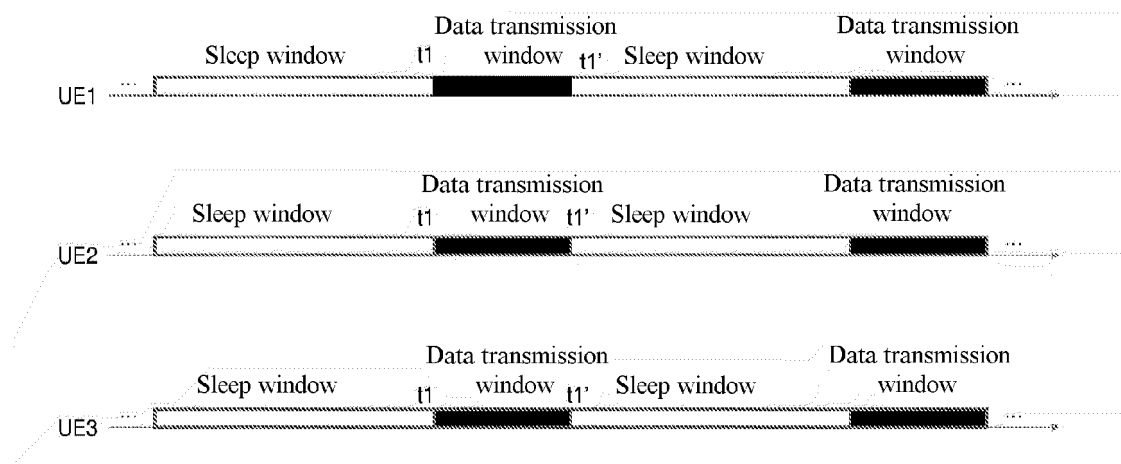 Data transmission Data transmission
Sleep window t1 window t1' Sleep window window
UE1 ... ...
Data transmission Data transmission
Sleep window t1 window t1' Sleep window window
UE2 ... ...
Data transmission Data transmission
Sleep window t1 window t1' Sleep window window
UE3 ... ...